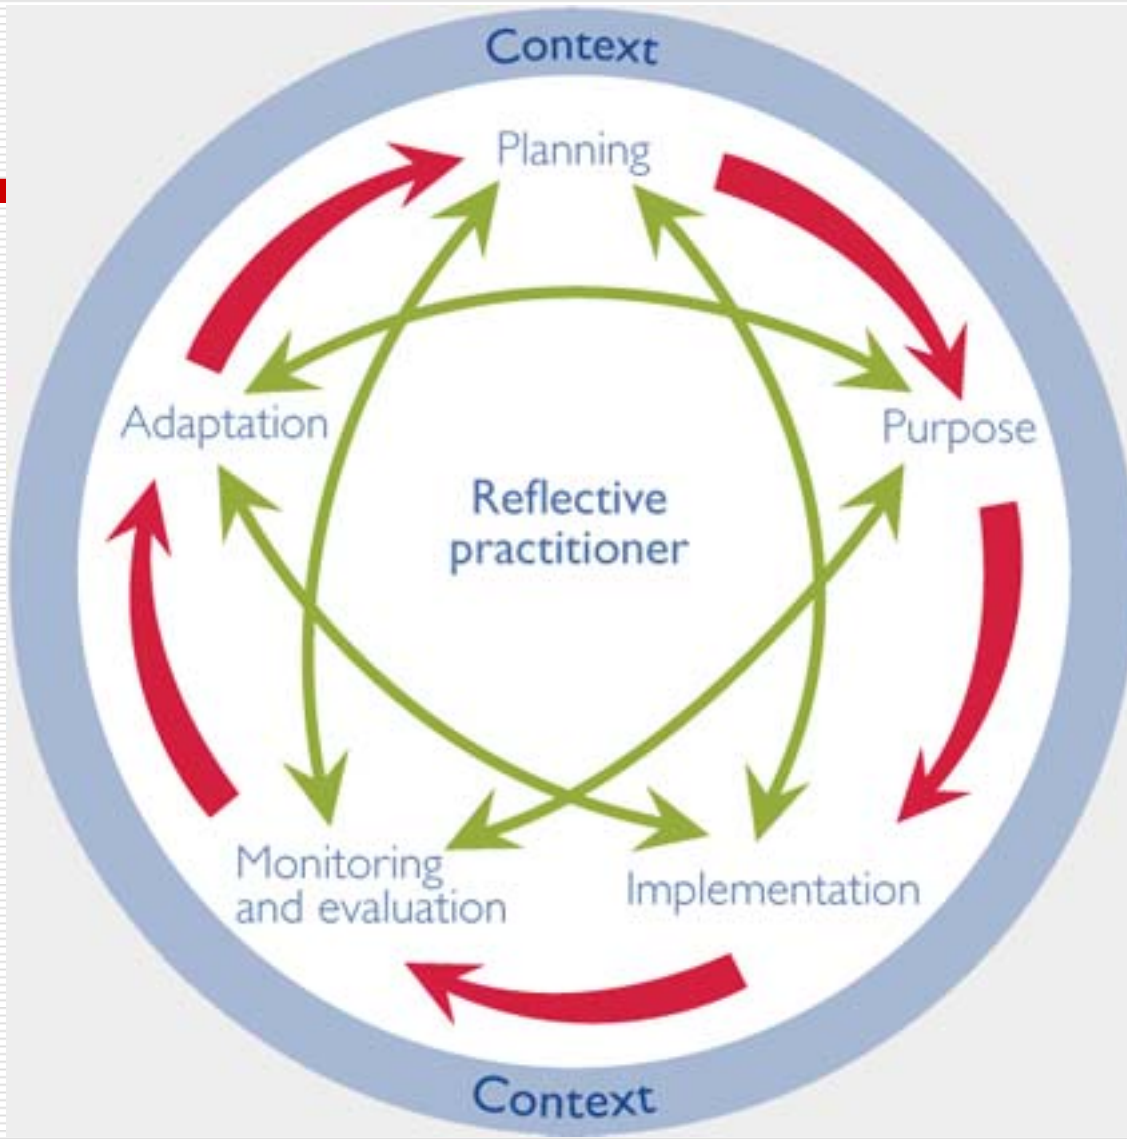 Context
Planning
Adaptation
Purpose
Reflective
practitioner
Monitoring
and evaluation
Implementation
Context